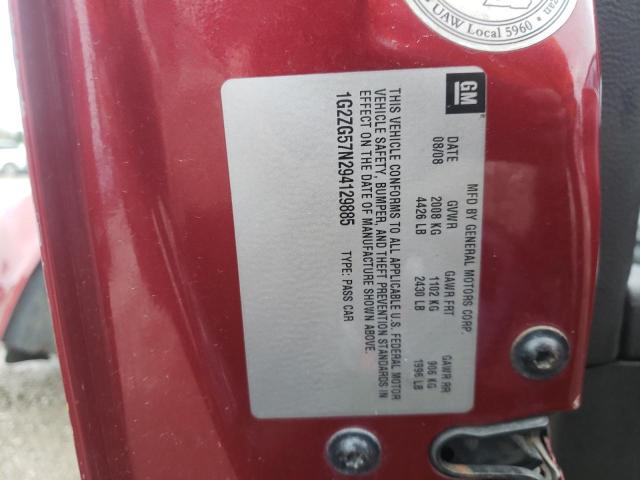 UAW Local 5960
GM
MFD BY GENERAL MOTORS CORP.
DATE GVWR GAWR FRT GAWR RR
08/08 2008 KG 1102 KG 906 KG
4426 LB 2430 LB 1996 LB
THIS VEHICLE CONFORMS TO ALL APPLICABLE U.S. FEDERAL MOTOR
VEHICLE SAFETY, BUMPER, AND THEFT PREVENTION STANDARDS IN
EFFECT ON THE DATE OF MANUFACTURE SHOWN ABOVE.
1G2ZG57N294129885 TYPE: PASS CAR